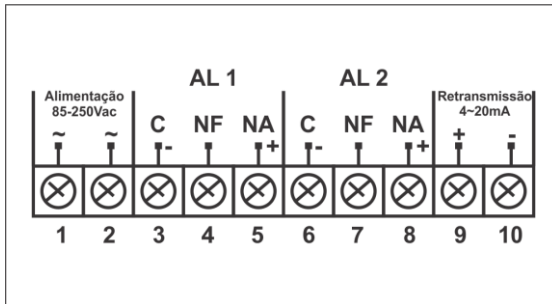 AL 1 AL 2
Alimentação
85-250Vac
Retransmissão
4~20mA
~ ~ C NF NA C NF NA + -
- + - +
1 2 3 4 5 6 7 8 9 10